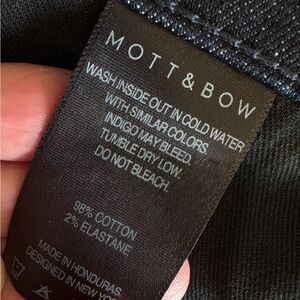 MOTT & BOW
WASH INSIDE OUT IN COLD WATER
WITH SIMILAR COLORS.
INDIGO MAY BLEED.
TUMBLE DRY LOW.
DO NOT BLEACH.
98% COTTON
2% ELASTANE
MADE IN HONDURAS.
DESIGNED IN NEW YO